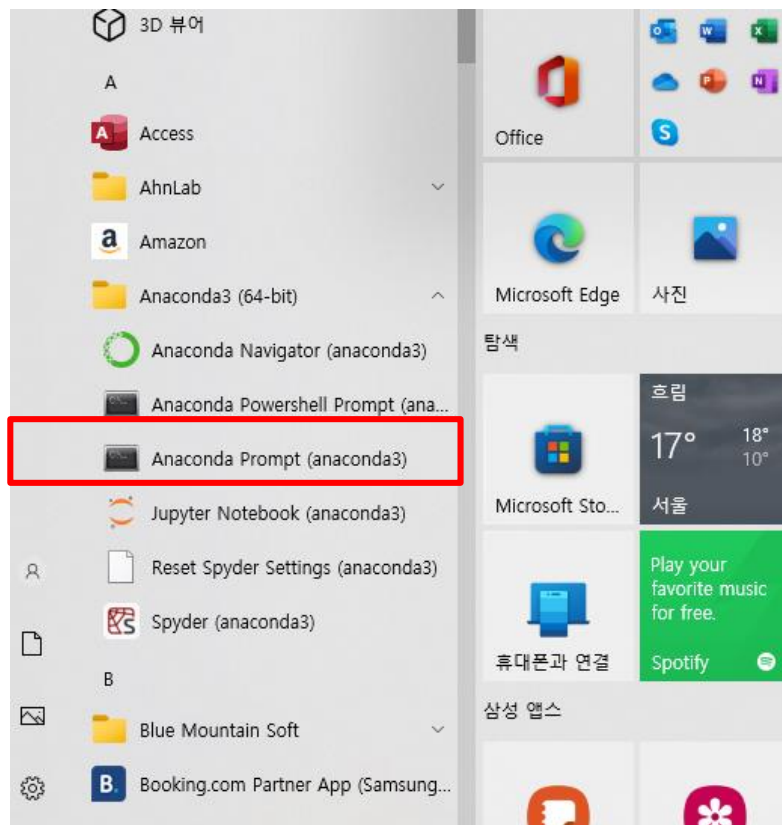 3D 뷰어
A
Access
AhnLab
Amazon
Anaconda3 (64-bit)
Anaconda Navigator (anaconda3)
Anaconda Powershell Prompt (ana...
Anaconda Prompt (anaconda3)
Jupyter Notebook (anaconda3)
Reset Spyder Settings (anaconda3)
Spyder (anaconda3)
B
Blue Mountain Soft
Booking.com Partner App (Samsung...
Office
Microsoft Edge
사진
탐색
Microsoft Sto...
흐림
17°
18°
10°
서울
휴대폰과 연결
Play your
favorite music
for free.
Spotify
삼성 앱스